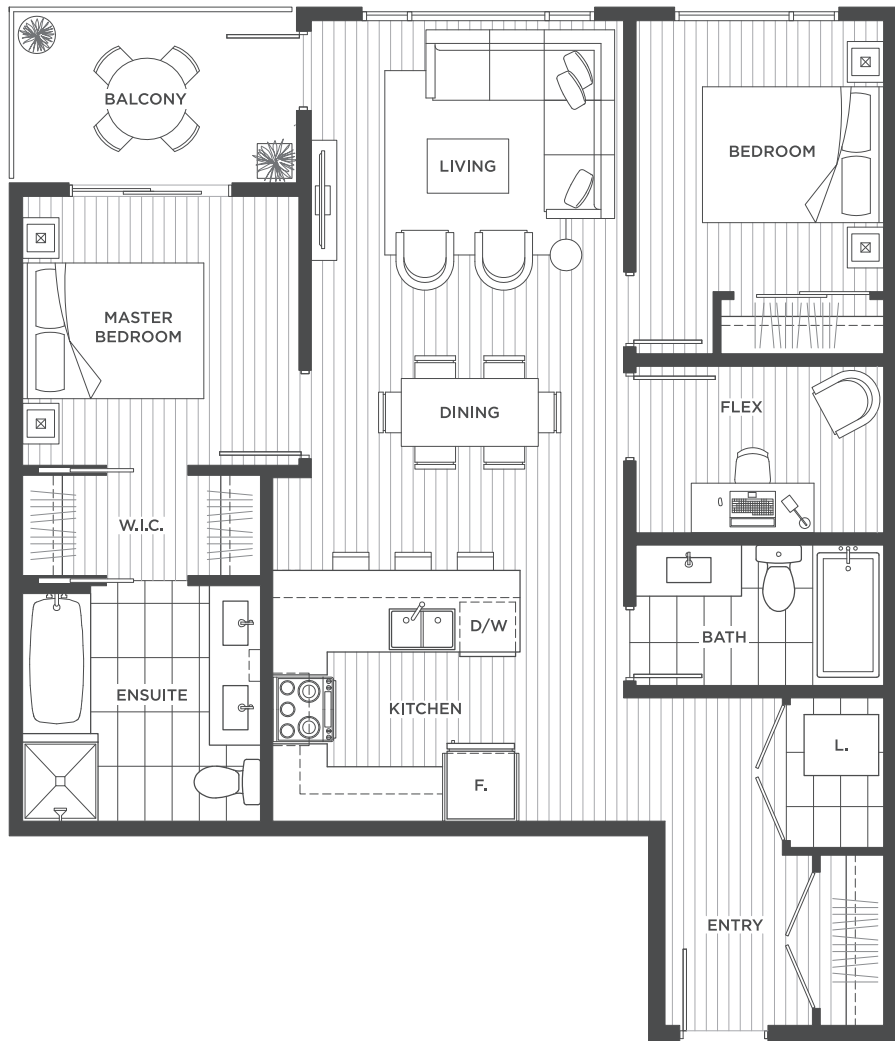 BALCONY
LIVING
BEDROOM
MASTER
BEDROOM
DINING
FLEX
W.I.C.
D/W
BATH
ENSUITE
KITCHEN
L.
F.
ENTRY